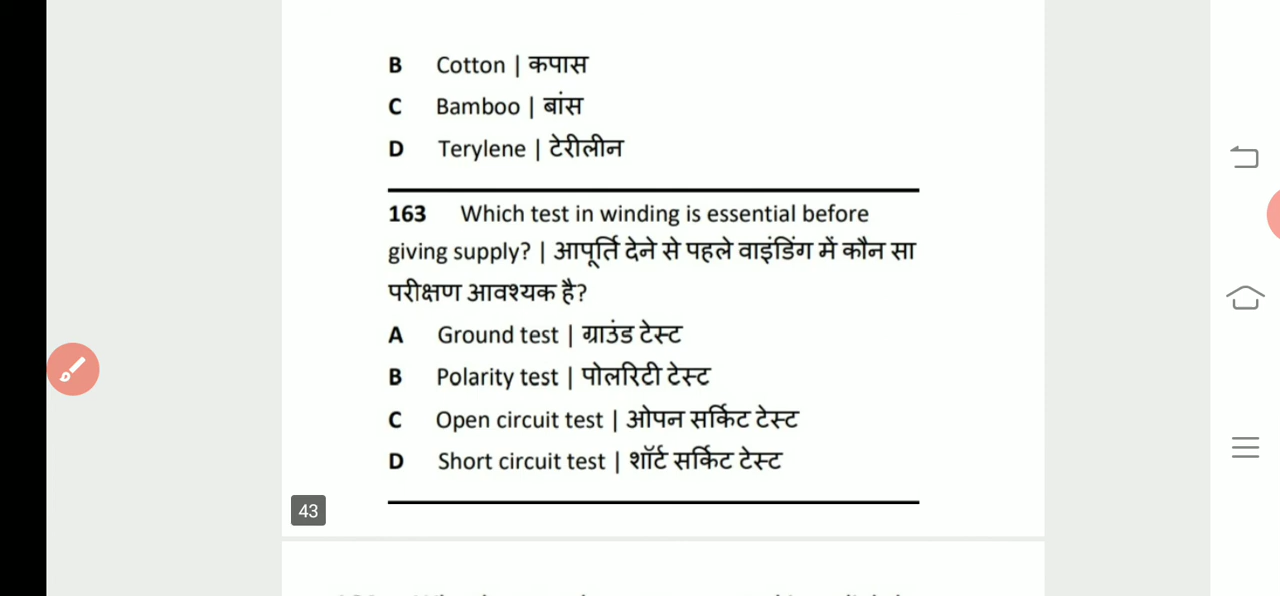 B Cotton | कपास
C Bamboo | बांस
D Terylene | टेरीलीन
163 Which test in winding is essential before
giving supply? | आपूर्ति देने से पहले वाइंडिंग में कौन सा
परीक्षण आवश्यक है?
A Ground test | ग्राउंड टेस्ट
B Polarity test | पोलरिटी टेस्ट
C Open circuit test | ओपन सर्किट टेस्ट
D Short circuit test | शॉर्ट सर्किट टेस्ट
43